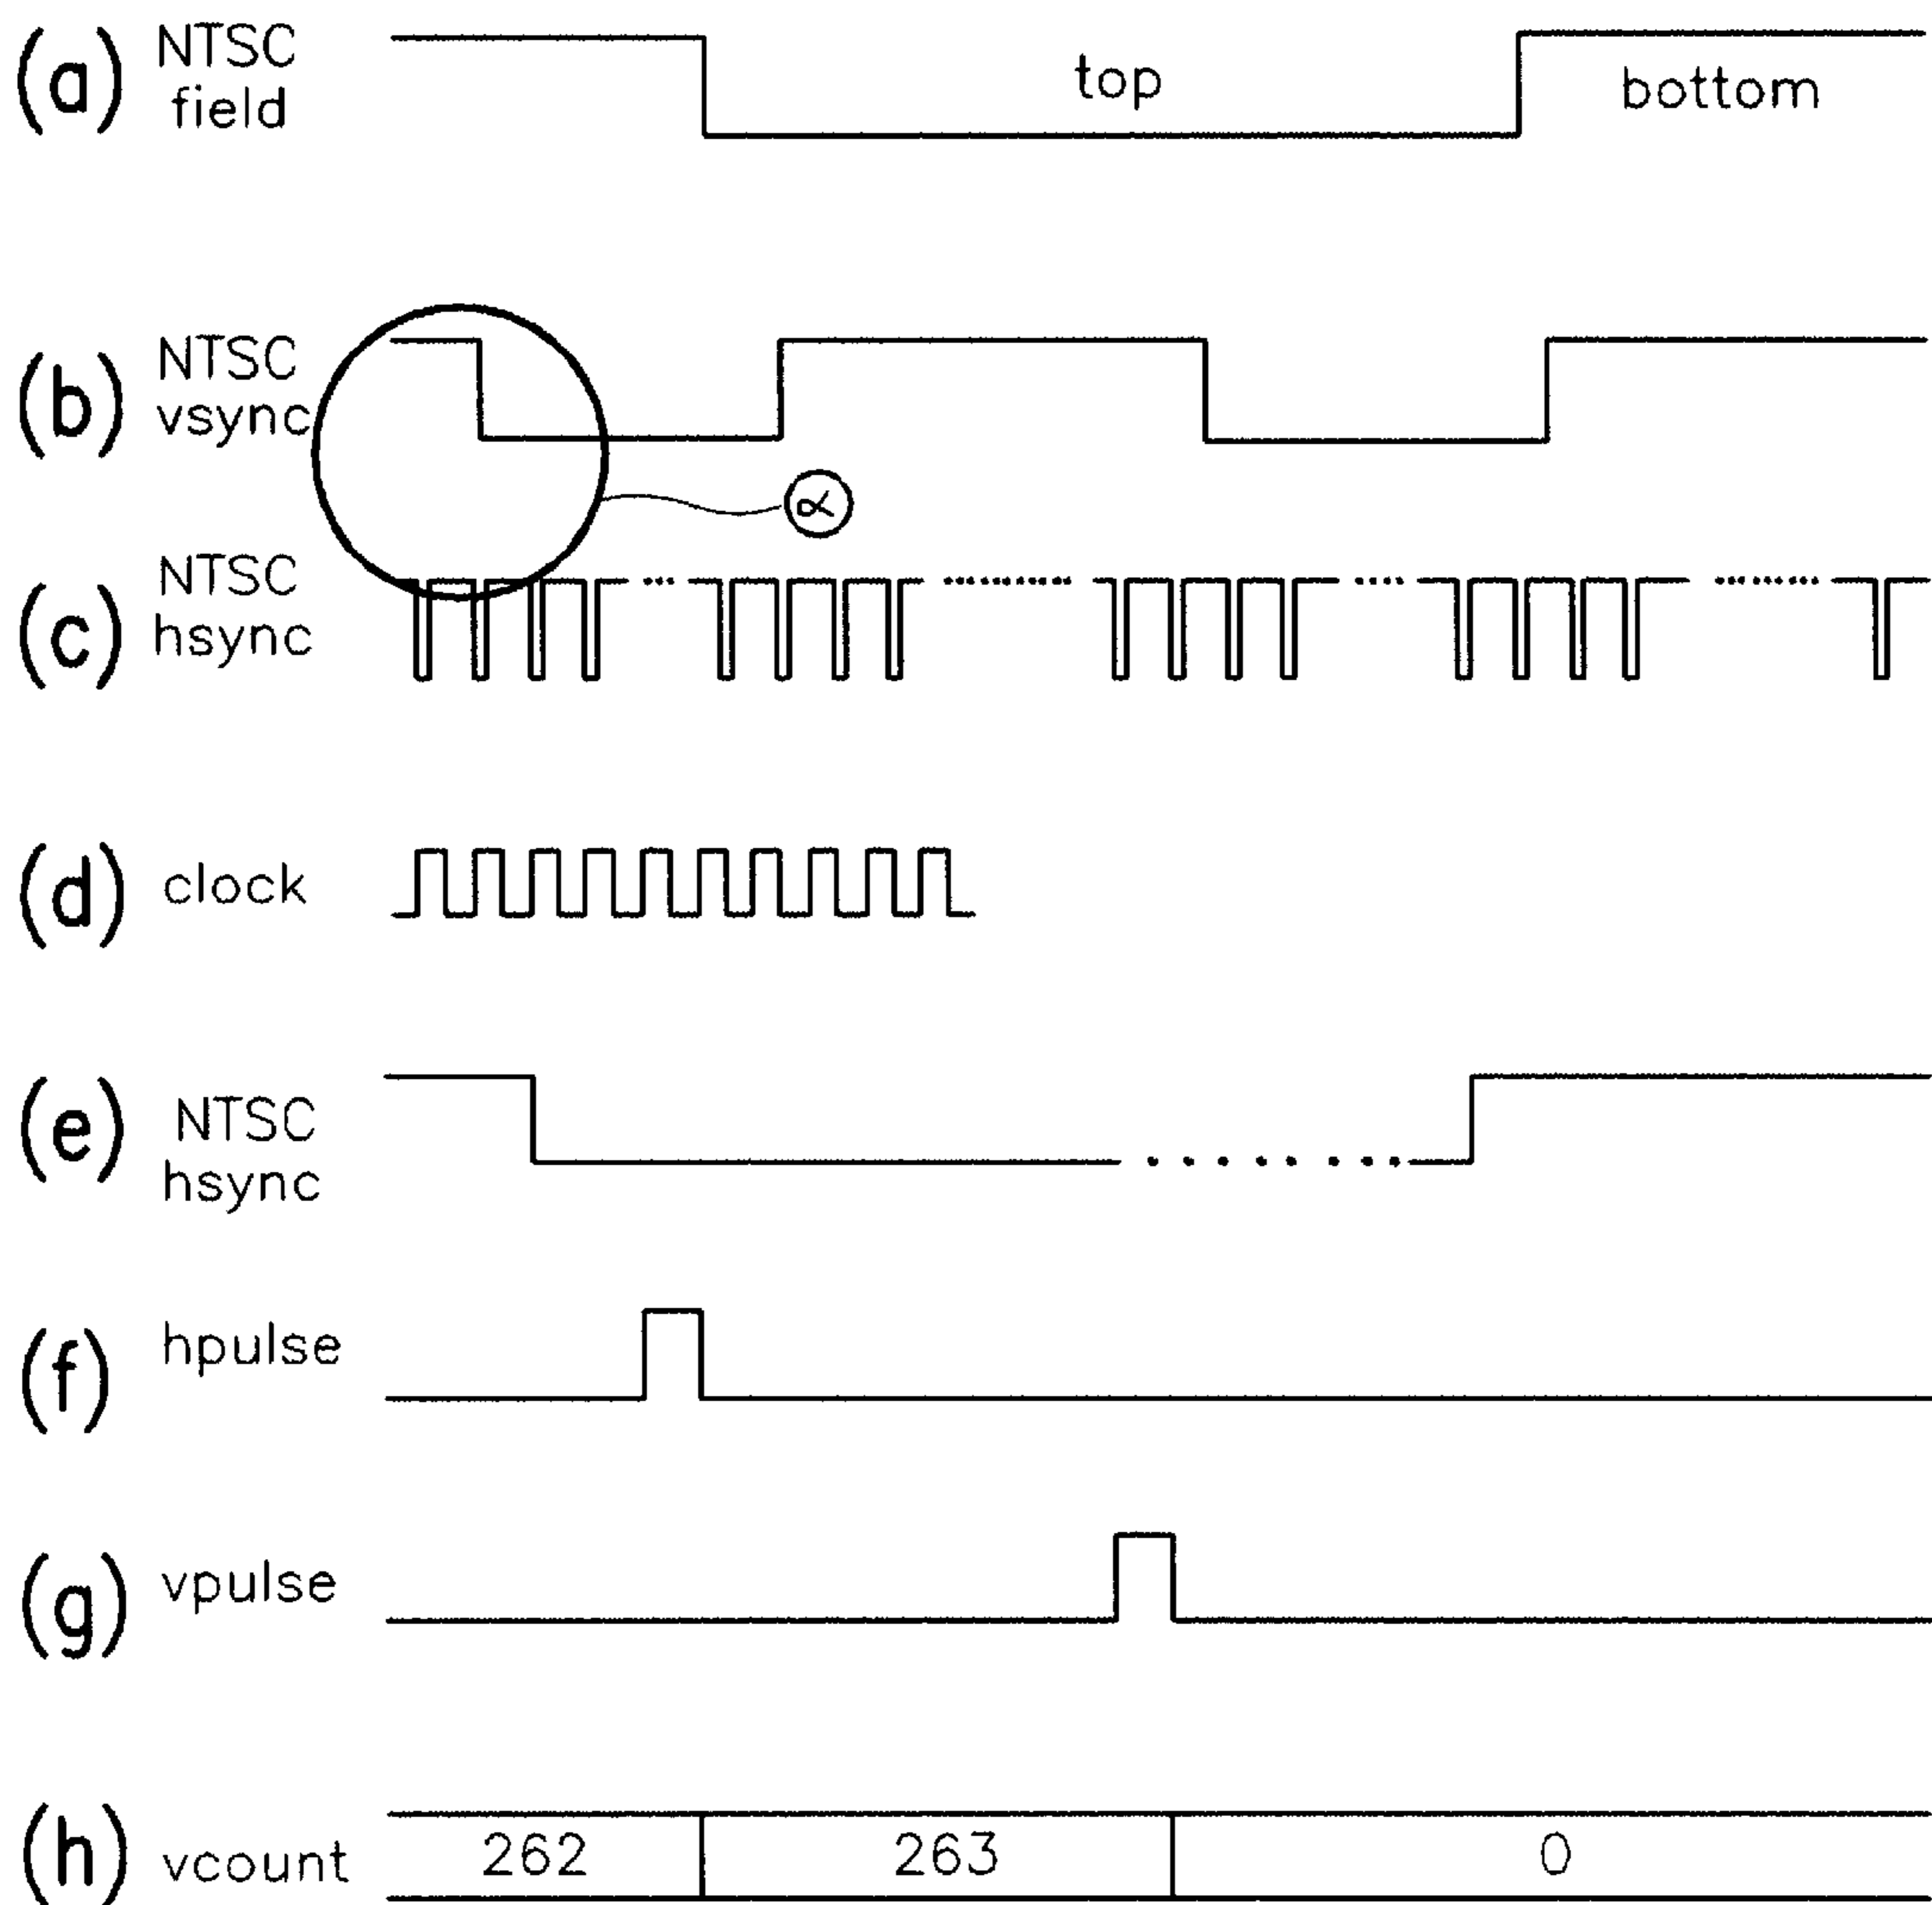 (a) NTSC field
top
bottom
(b) NTSC vsync
α
(c) NTSC hsync
(d) clock
(e) NTSC hsync
(f) hpulse
(g) vpulse
(h) vcount
262
263
0